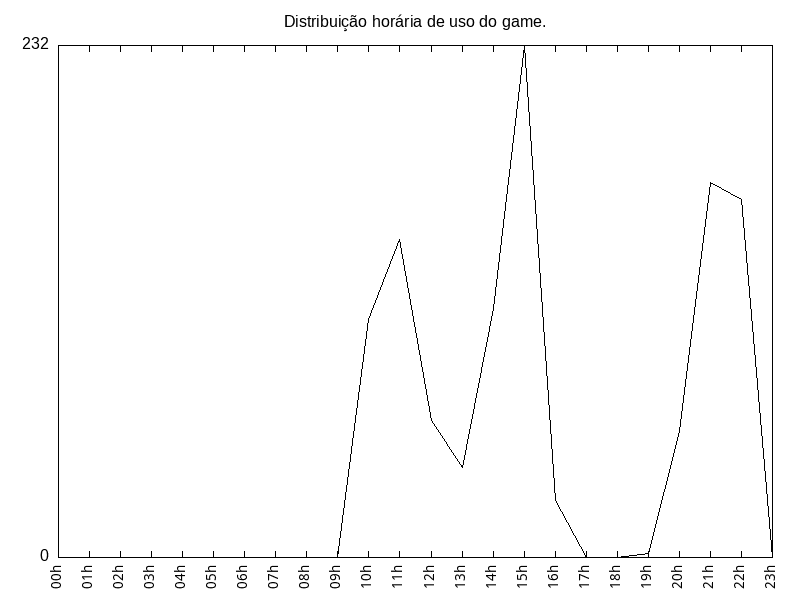 Distribuição horária de uso do game.
232
0
00h 01h 02h 03h 04h 05h 06h 07h 08h 09h 10h 11h 12h 13h 14h 15h 16h 17h 18h 19h 20h 21h 22h 23h